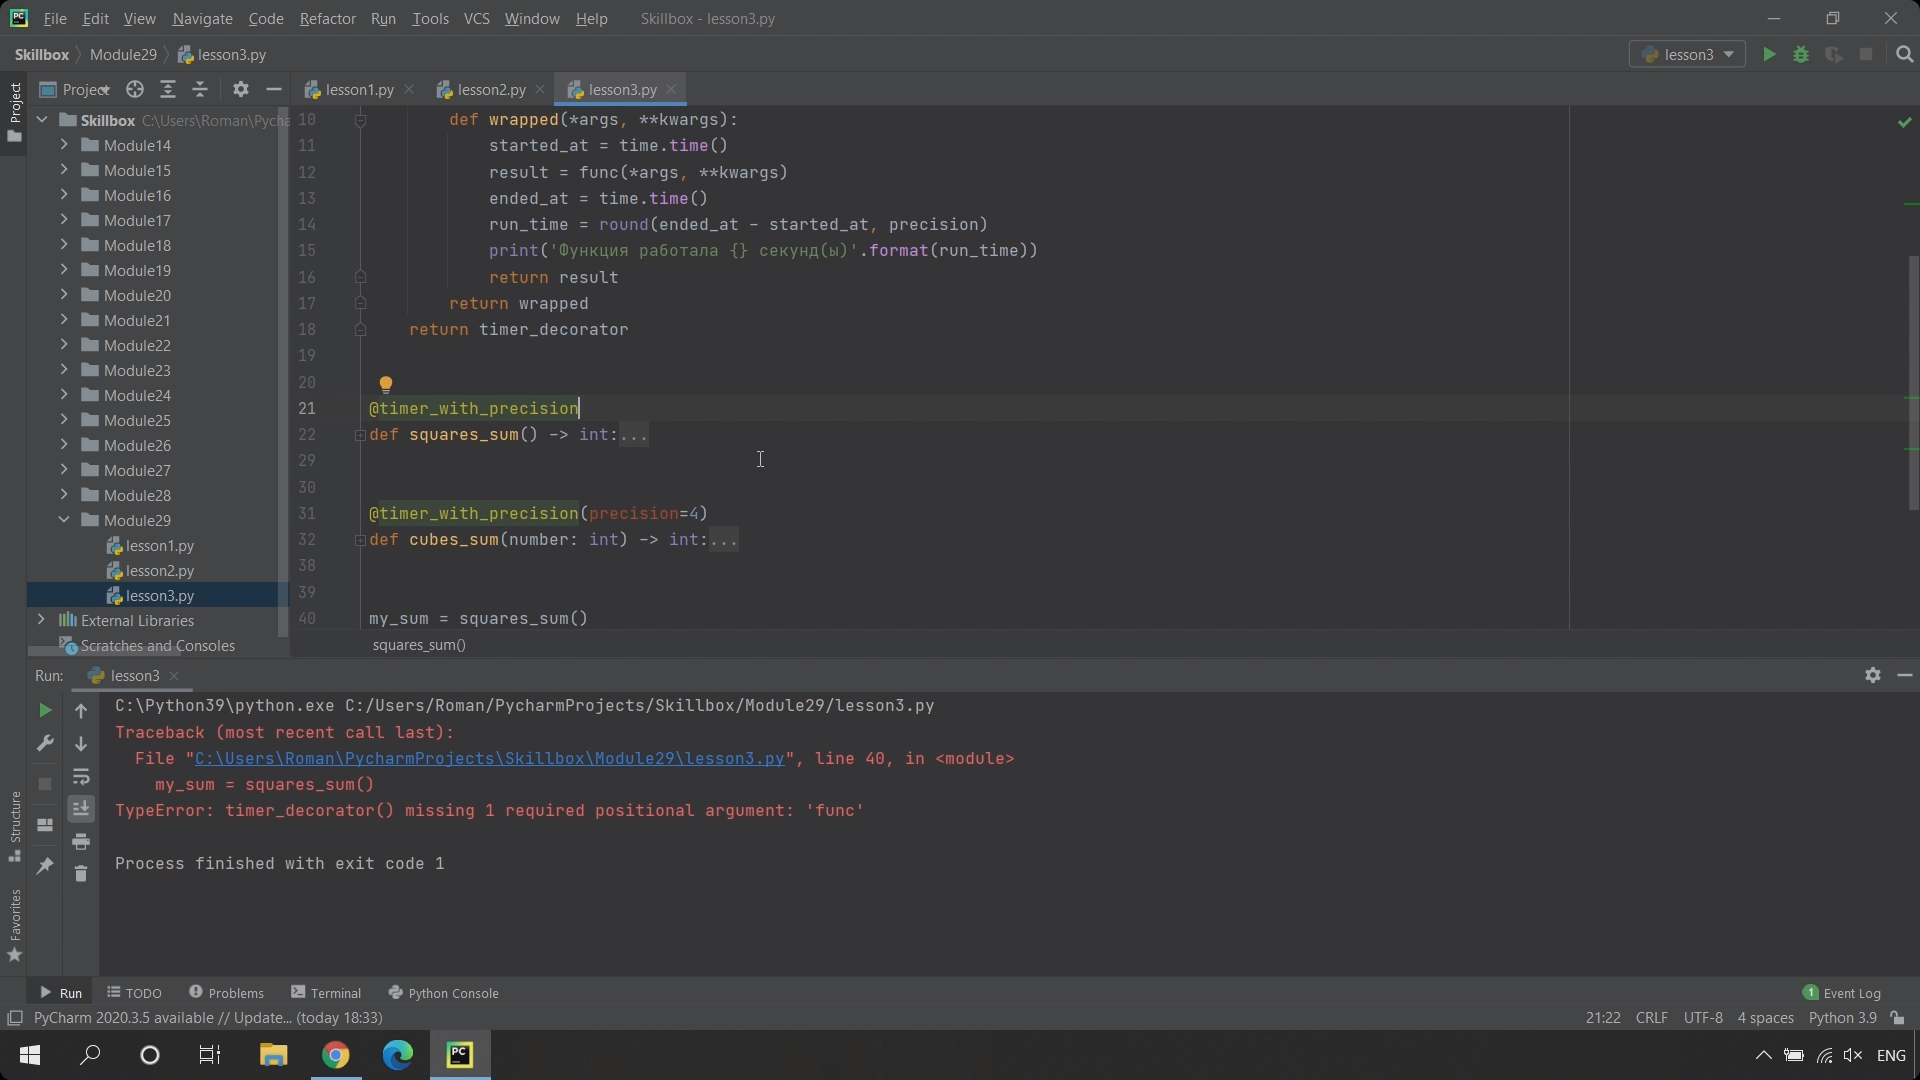 File Edit View Navigate Code Refactor Run Tools VCS Window Help Skillbox - lesson3.py
Skillbox Module29 lesson3.py lesson3
Project lesson1.py lesson2.py lesson3.py
Project
Skillbox C:\Users\Roman\Pycha
Module14
Module15
Module16
Module17
Module18
Module19
Module20
Module21
Module22
Module23
Module24
Module25
Module26
Module27
Module28
Module29
lesson1.py
lesson2.py
lesson3.py
External Libraries
Scratches and Consoles
10 def wrapped(*args, **kwargs):
11 started_at = time.time()
12 result = func(*args, **kwargs)
13 ended_at = time.time()
14 run_time = round(ended_at - started_at, precision)
15 print('Функция работала {} секунд(ы)'.format(run_time))
16 return result
17 return wrapped
18 return timer_decorator
19
20
21 @timer_with_precision
22 def squares_sum() -> int:...
29
30
31 @timer_with_precision(precision=4)
32 def cubes_sum(number: int) -> int:...
38
39
40 my_sum = squares_sum()
squares_sum()
Run: lesson3
C:\Python39\python.exe C:/Users/Roman/PycharmProjects/Skillbox/Module29/lesson3.py
Traceback (most recent call last):
File "C:\Users\Roman\PycharmProjects\Skillbox\Module29\lesson3.py", line 40, in <module>
my_sum = squares_sum()
TypeError: timer_decorator() missing 1 required positional argument: 'func'
Process finished with exit code 1
Structure
Favorites
Run TODO Problems Terminal Python Console 1 Event Log
PyCharm 2020.3.5 available // Update... (today 18:33) 21:22 CRLF UTF-8 4 spaces Python 3.9
PC ENG